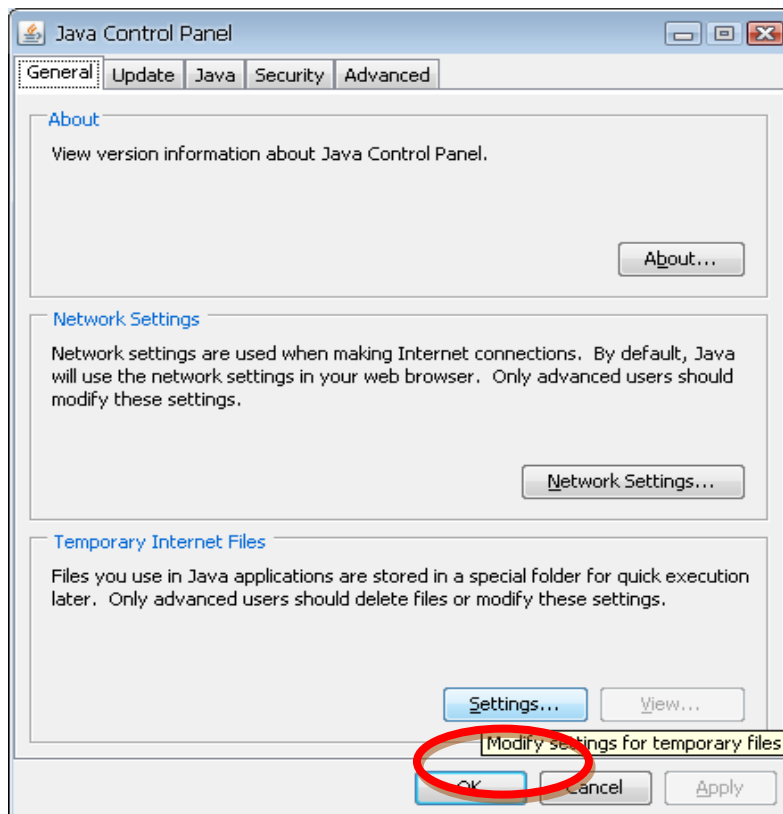 Java Control Panel
General Update Java Security Advanced
About
View version information about Java Control Panel.
About...
Network Settings
Network settings are used when making Internet connections.  By default, Java
will use the network settings in your web browser.  Only advanced users should
modify these settings.
Network Settings...
Temporary Internet Files
Files you use in Java applications are stored in a special folder for quick execution
later.  Only advanced users should delete files or modify these settings.
Settings... View...
Modify settings for temporary files
OK Cancel Apply